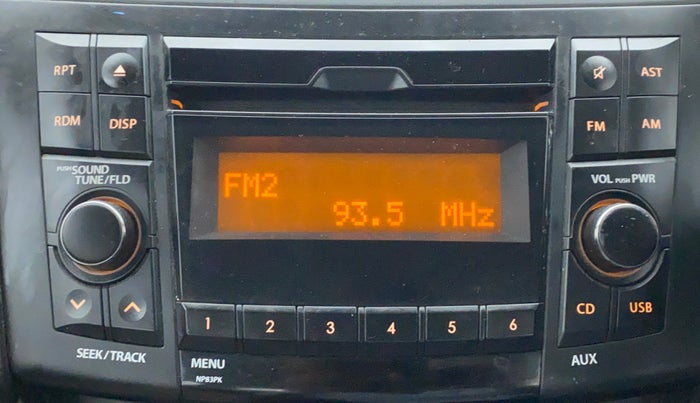 RPT
AST
RDM DISP
FM AM
PUSH SOUND
TUNE/FLD
VOL PUSH PWR
FM2
93.5 MHz
1 2 3 4 5 6
CD USB
SEEK/TRACK
MENU
AUX
NP83PK